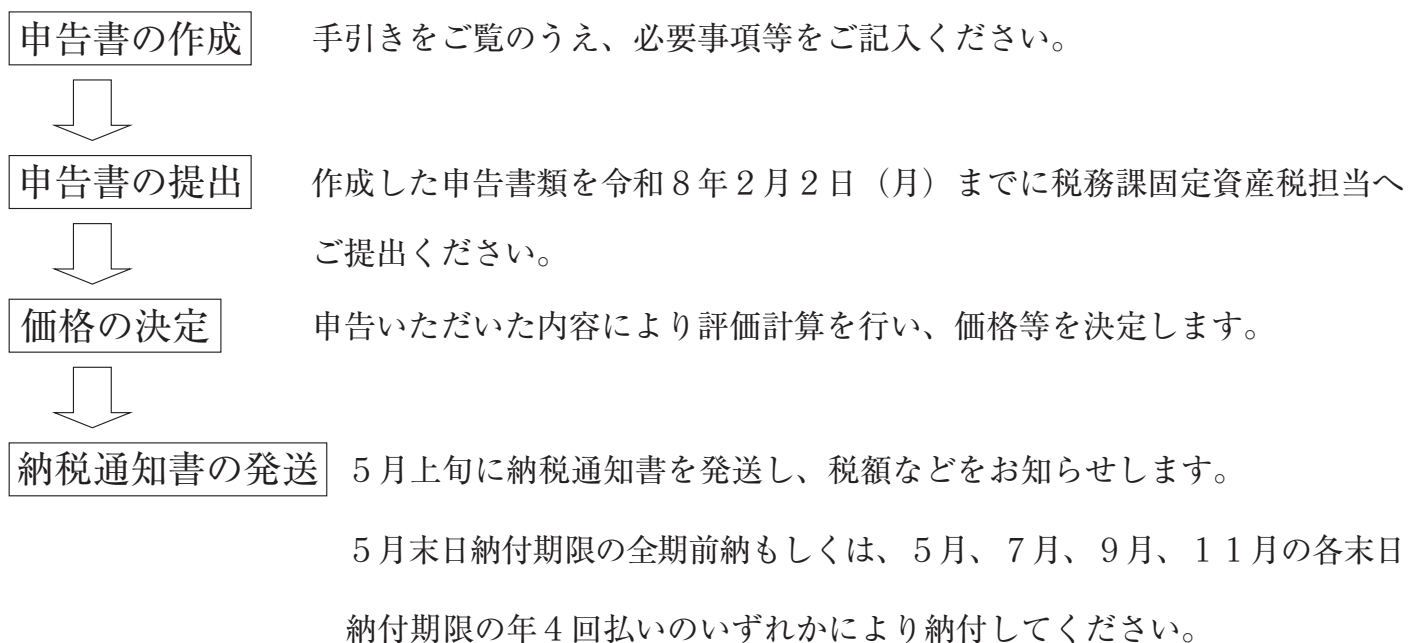 申告書の作成　手引きをご覧のうえ、必要事項等をご記入ください。
申告書の提出　作成した申告書類を令和８年２月２日（月）までに税務課固定資産税担当へ
ご提出ください。
価格の決定　申告いただいた内容により評価計算を行い、価格等を決定します。
納税通知書の発送　５月上旬に納税通知書を発送し、税額などをお知らせします。
５月末日納付期限の全期前納もしくは、５月、７月、９月、１１月の各末日
納付期限の年４回払いのいずれかにより納付してください。